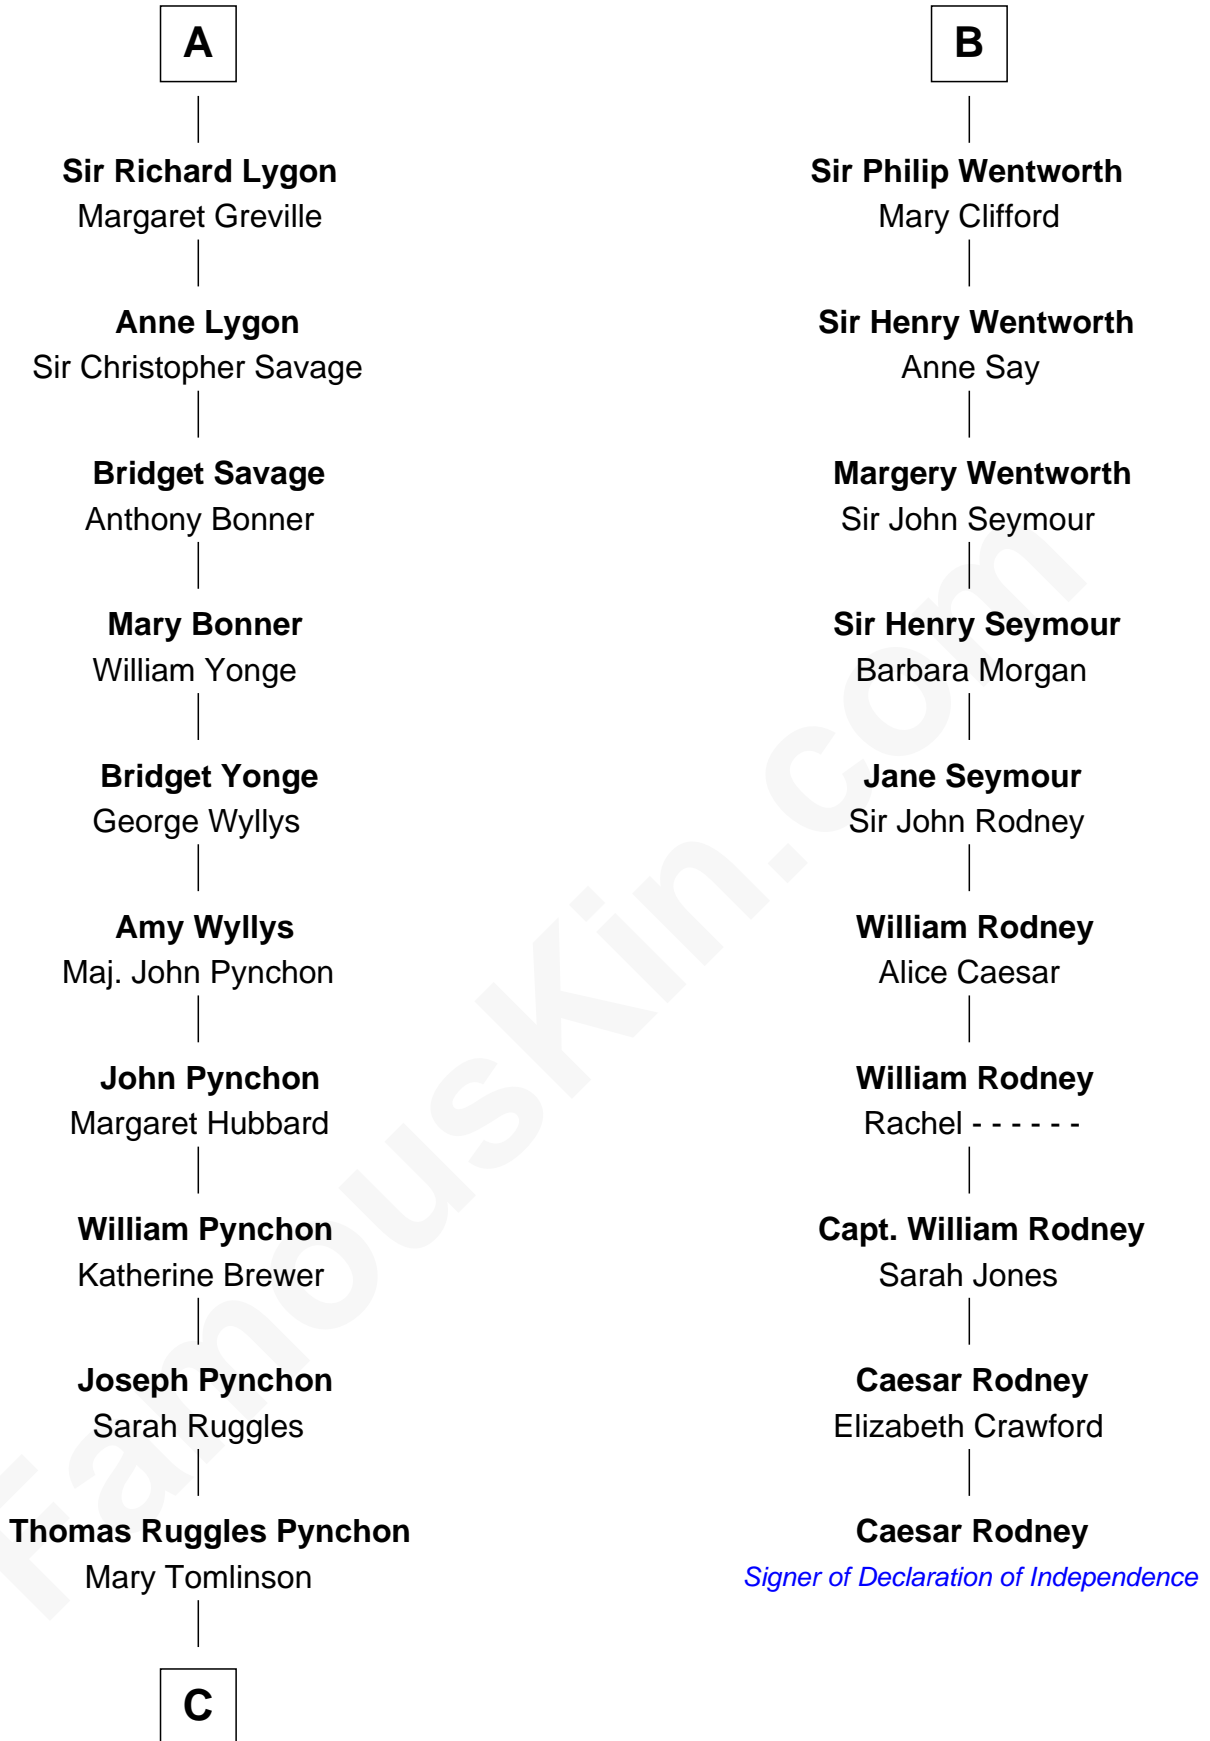 A
Sir Richard Lygon
Margaret Greville
Anne Lygon
Sir Christopher Savage
Bridget Savage
Anthony Bonner
Mary Bonner
William Yonge
Bridget Yonge
George Wyllys
Amy Wyllys
Maj. John Pynchon
John Pynchon
Margaret Hubbard
William Pynchon
Katherine Brewer
Joseph Pynchon
Sarah Ruggles
Thomas Ruggles Pynchon
Mary Tomlinson
C
B
Sir Philip Wentworth
Mary Clifford
Sir Henry Wentworth
Anne Say
Margery Wentworth
Sir John Seymour
Sir Henry Seymour
Barbara Morgan
Jane Seymour
Sir John Rodney
William Rodney
Alice Caesar
William Rodney
Rachel - - - - - -
Capt. William Rodney
Sarah Jones
Caesar Rodney
Elizabeth Crawford
Caesar Rodney
Signer of Declaration of Independence
FamousKin.com